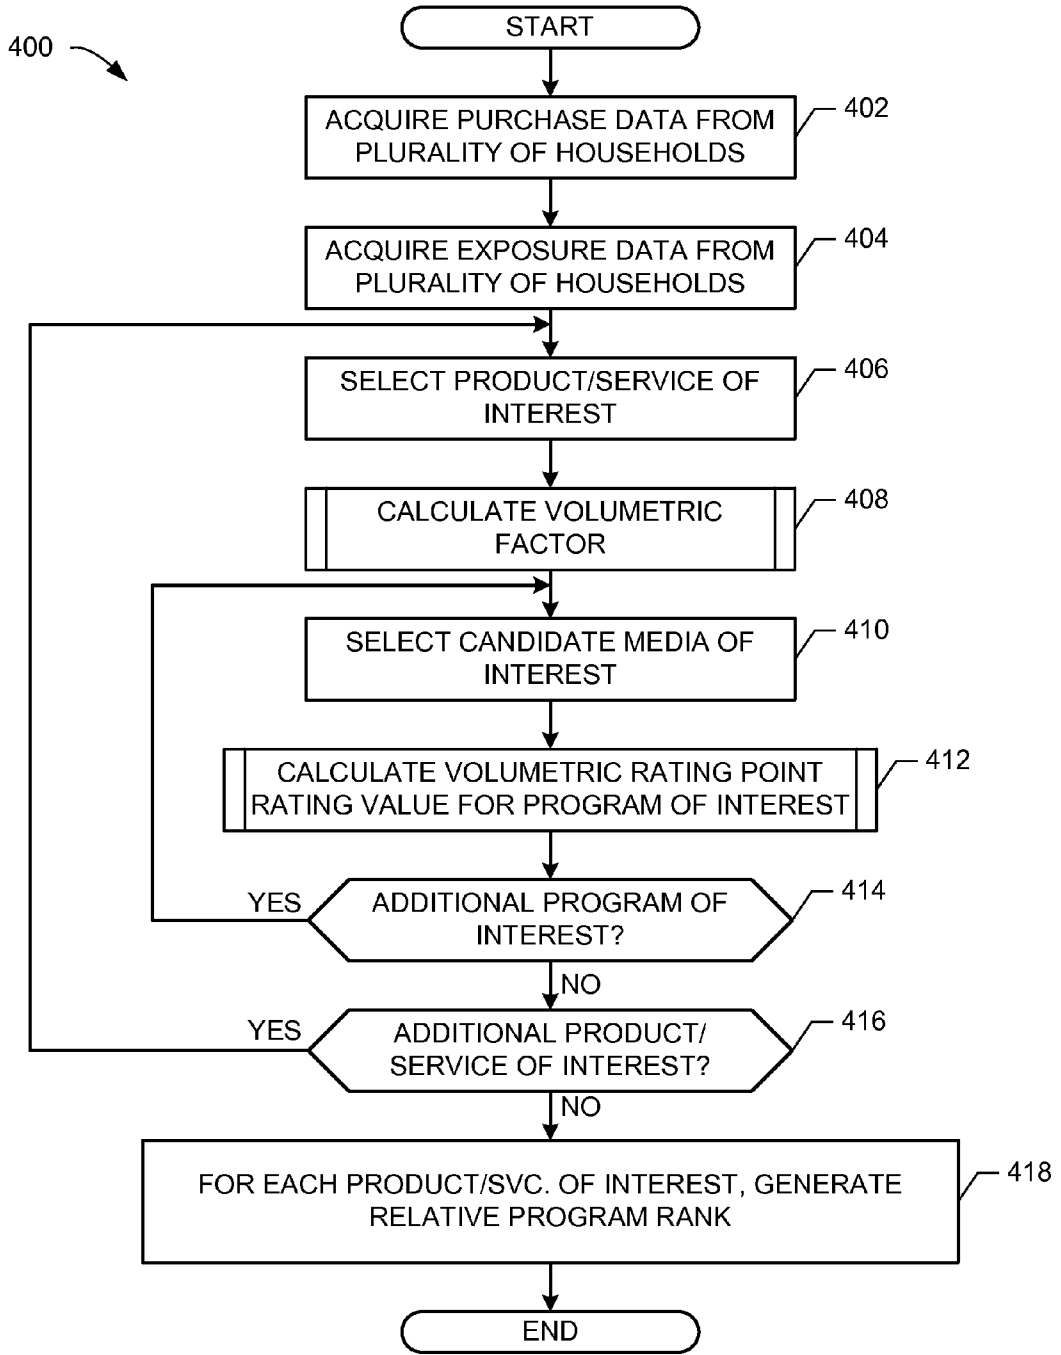 START
400
ACQUIRE PURCHASE DATA FROM
PLURALITY OF HOUSEHOLDS
402
ACQUIRE EXPOSURE DATA FROM
PLURALITY OF HOUSEHOLDS
404
SELECT PRODUCT/SERVICE OF
INTEREST
406
CALCULATE VOLUMETRIC
FACTOR
408
SELECT CANDIDATE MEDIA OF
INTEREST
410
CALCULATE VOLUMETRIC RATING POINT
RATING VALUE FOR PROGRAM OF INTEREST
412
YES
ADDITIONAL PROGRAM OF
INTEREST?
414
NO
YES
ADDITIONAL PRODUCT/
SERVICE OF INTEREST?
416
NO
FOR EACH PRODUCT/SVC. OF INTEREST, GENERATE
RELATIVE PROGRAM RANK
418
END